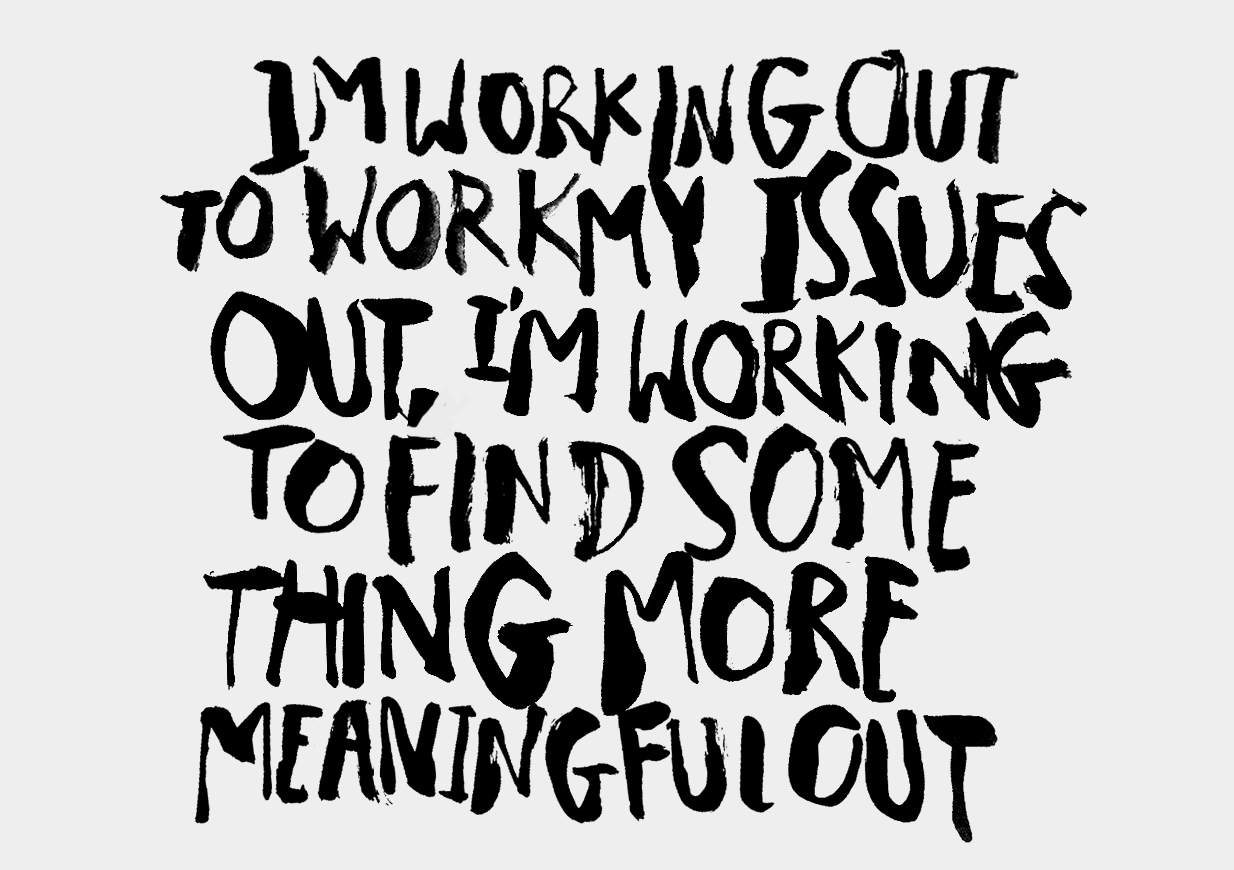 IM WORKING OUT
TO WORK MY ISSUES
OUT, I'M WORKING
TO FIND SOME
THING MORE
MEANINGFUL OUT